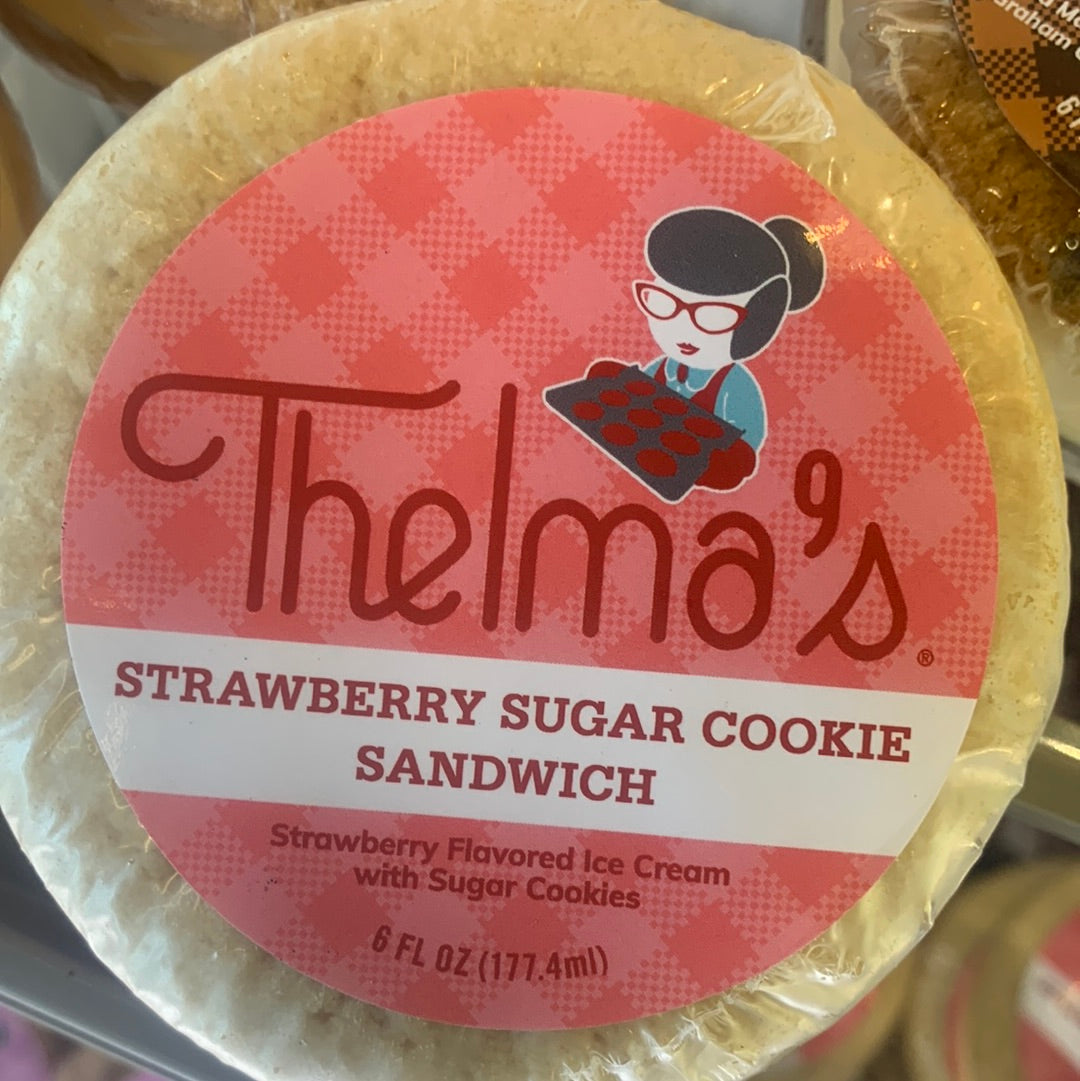 Thelma's®
STRAWBERRY SUGAR COOKIE
SANDWICH
Strawberry Flavored Ice Cream
with Sugar Cookies
6 FL OZ (177.4ml)